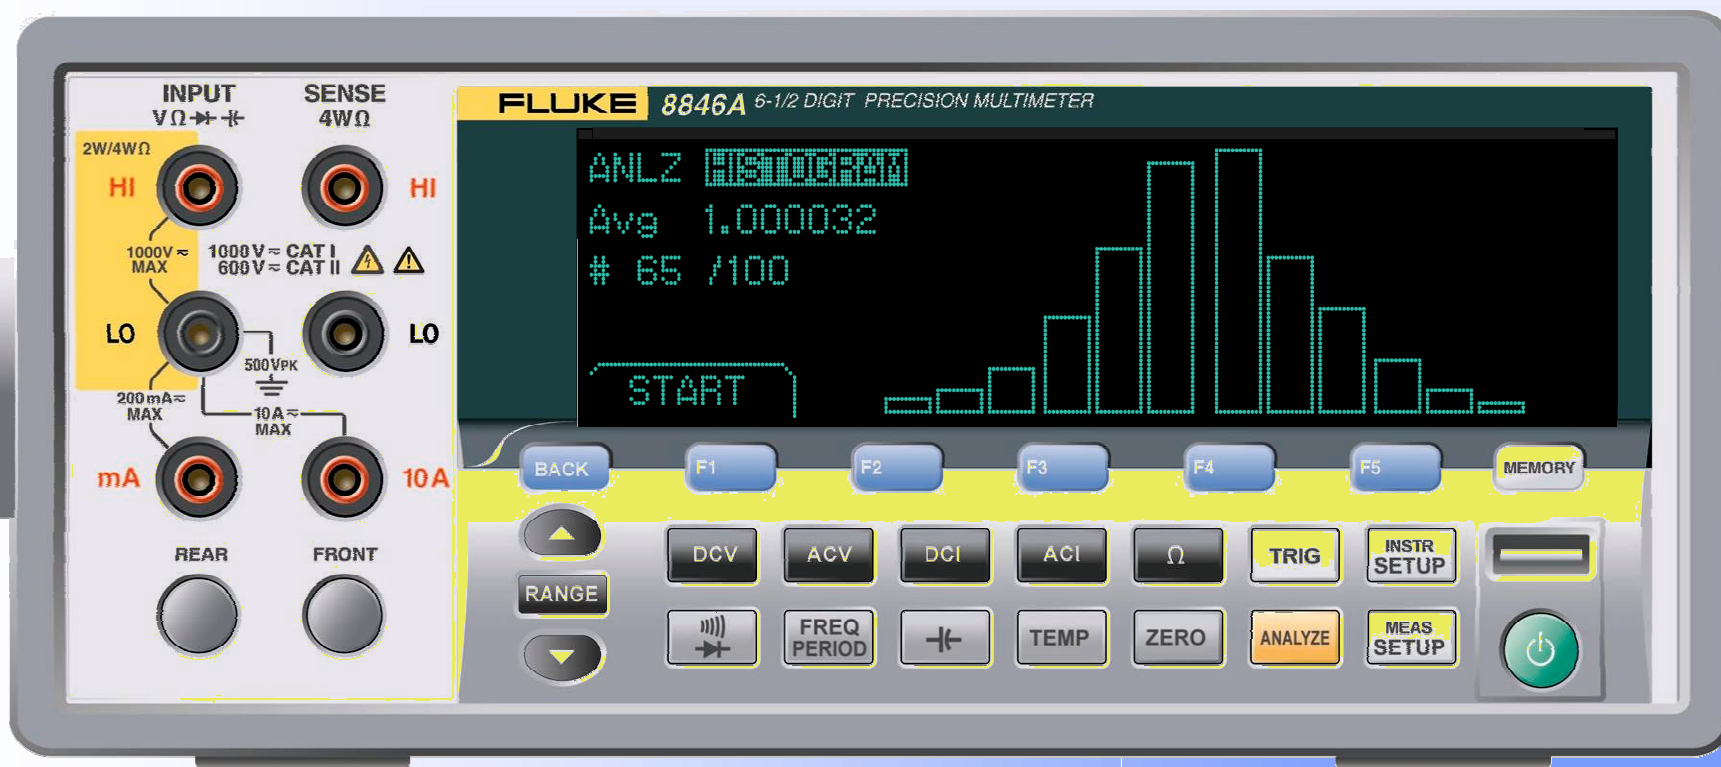 INPUT
VΩ
SENSE
4WΩ
2W/4WΩ
HI
HI
1000V
MAX
1000V CAT I
600V CAT II
LO
LO
500VPK
200mA
MAX
10A
MAX
mA
10A
REAR
FRONT
FLUKE 8846A 6-1/2 DIGIT PRECISION MULTIMETER
ANLZ HISTOGRAM
Avg 1.000032
# 65 /100
START
BACK
F1
F2
F3
F4
F5
MEMORY
RANGE
DCV
ACV
DCI
ACI
Ω
TRIG
INSTR
SETUP
FREQ
PERIOD
TEMP
ZERO
ANALYZE
MEAS
SETUP